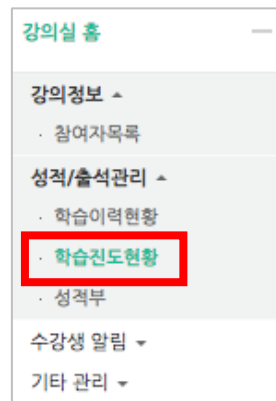 강의실 홈
강의정보
· 참여자목록
성적/출석관리
· 학습이력현황
· 학습진도현황
· 성적부
수강생 알림
기타 관리